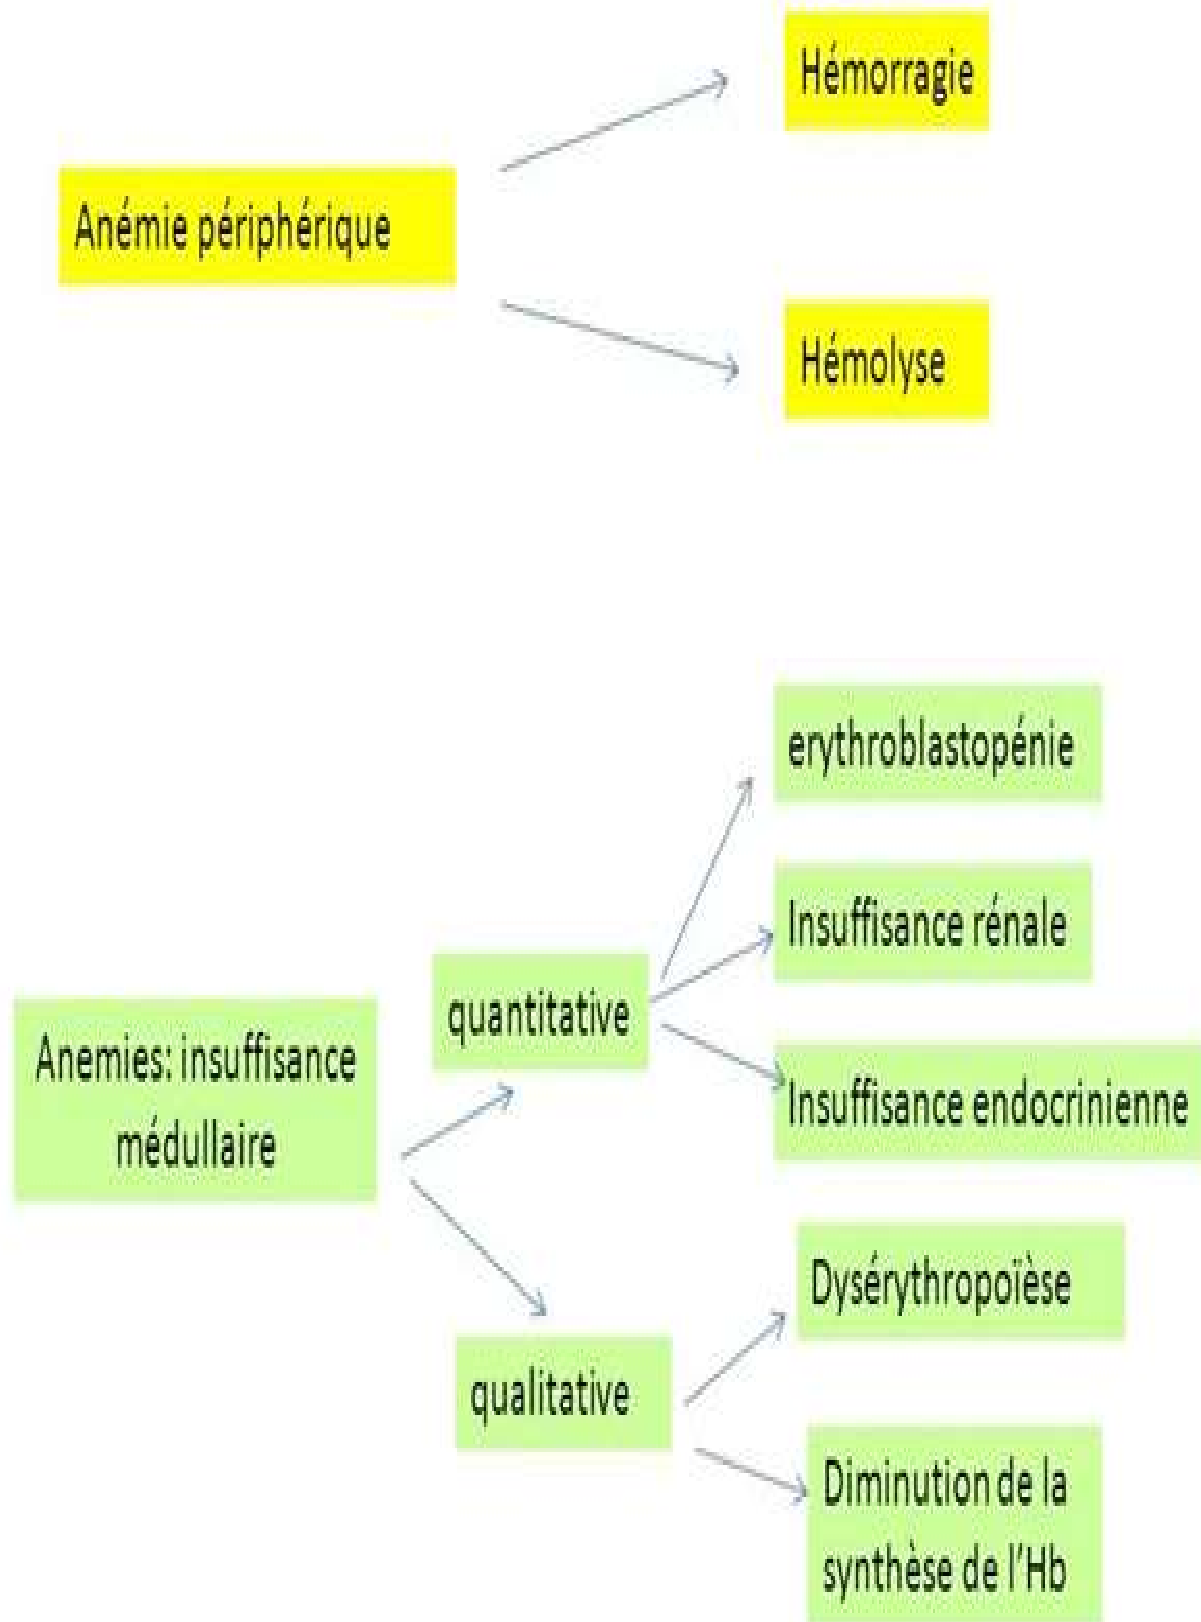 Hémorragie
Anémie périphérique
Hémolyse
erythroblastopénie
Insuffisance rénale
quantitative
Anemies: insuffisance
médullaire
Insuffisance endocrinienne
Dysérythropoïèse
qualitative
Diminution de la
synthèse de l'Hb